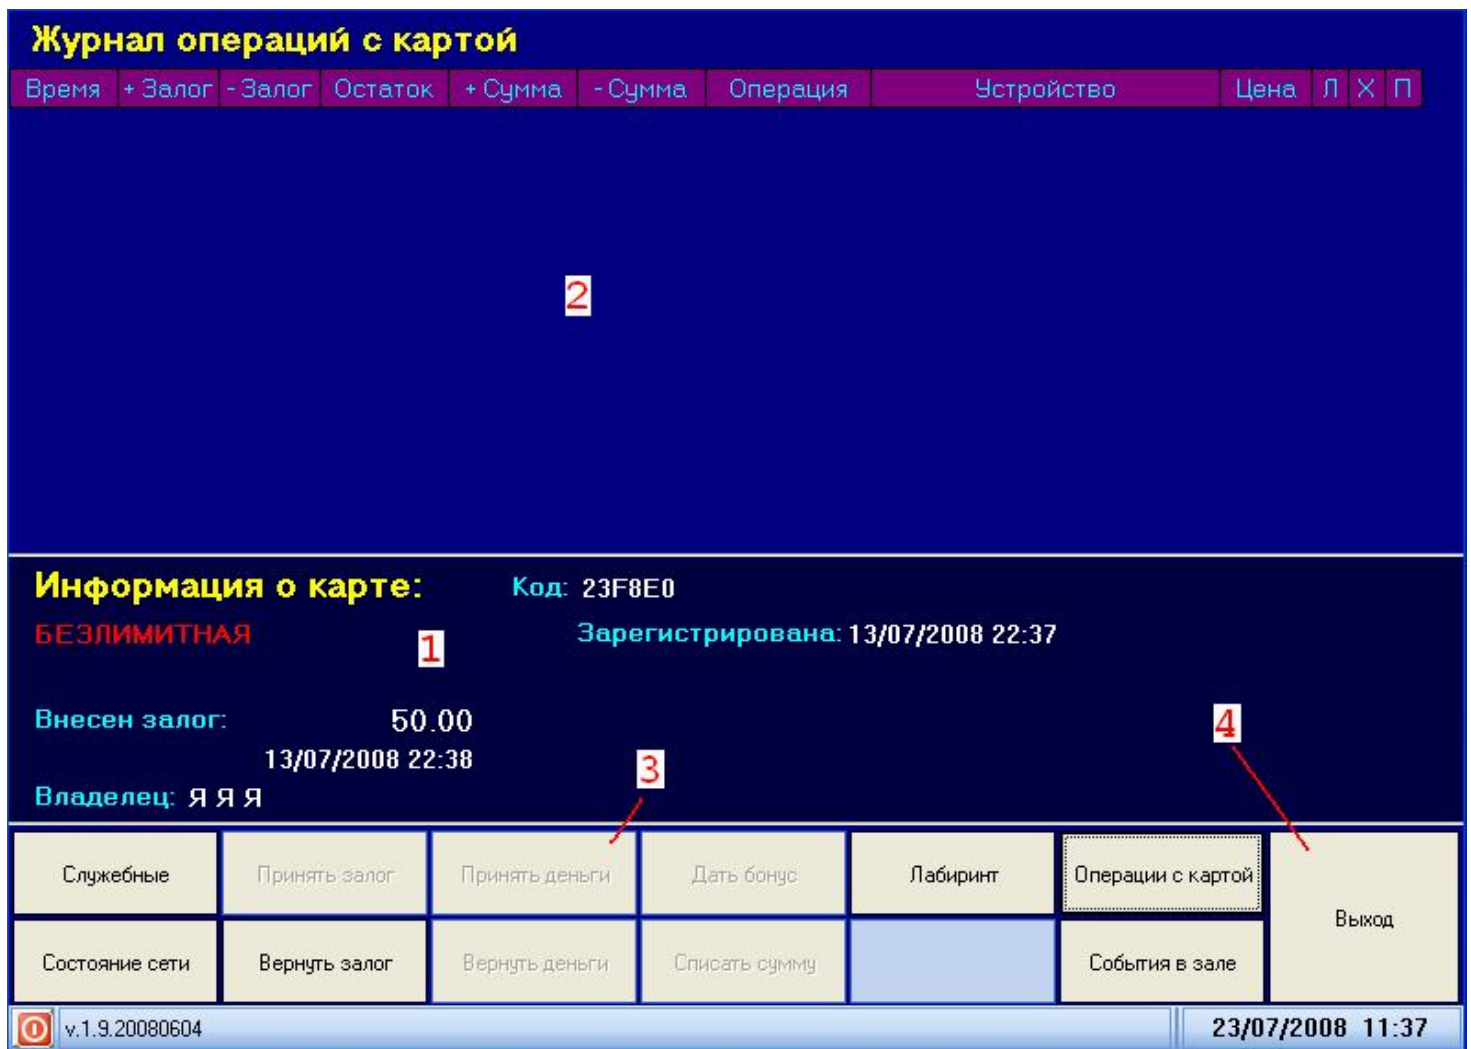 Журнал операций с картой
Время + Залог - Залог Остаток + Сумма - Сумма Операция Устройство Цена Л Х П
2
Информация о карте: Код: 23F8E0
БЕЗЛИМИТНАЯ 1 Зарегистрирована: 13/07/2008 22:37
Внесен залог: 50.00 4
13/07/2008 22:38 3
Владелец: Я Я Я
Служебные Принять залог Принять деньги Дать бонус Лабиринт Операции с картой
Выход
Состояние сети Вернуть залог Вернуть деньги Списать сумму События в зале
v.1.9.20080604 23/07/2008 11:37